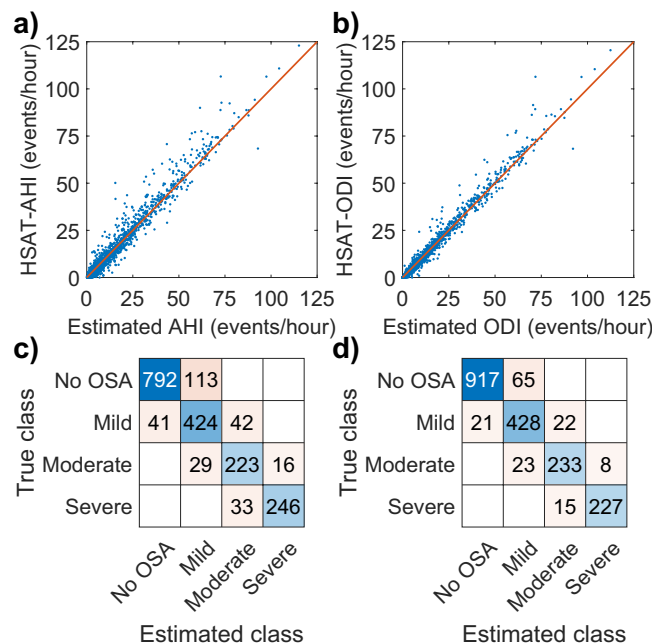 a)
b)
125
100
75
50
25
0
HSAT-AHI (events/hour)
0 25 50 75 100 125
Estimated AHI (events/hour)
125
100
75
50
25
0
HSAT-ODI (events/hour)
0 25 50 75 100 125
Estimated ODI (events/hour)
c)
True class
No OSA 792 113
Mild 41 424 42
Moderate 29 223 16
Severe 33 246
No OSA Mild Moderate Severe
Estimated class
d)
True class
No OSA 917 65
Mild 21 428 22
Moderate 23 233 8
Severe 15 227
No OSA Mild Moderate Severe
Estimated class